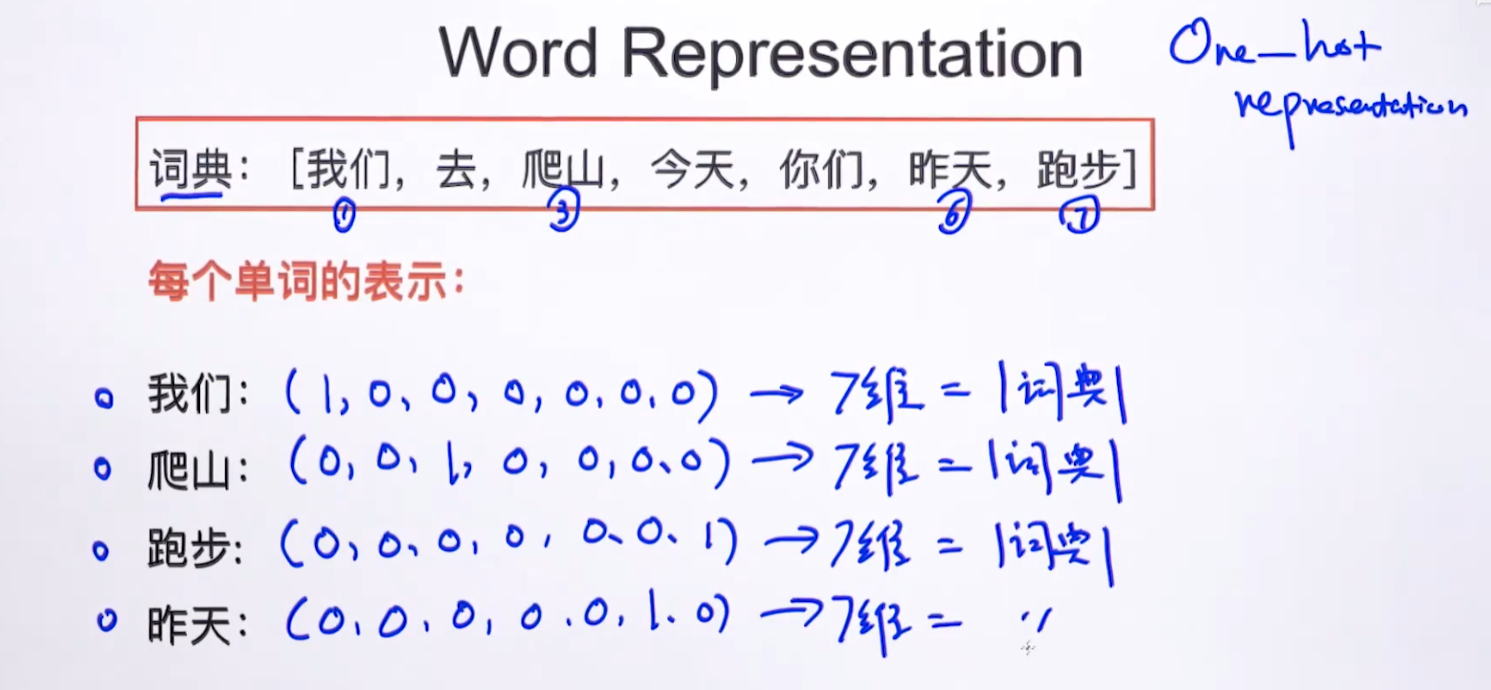 Word Representation
One-hot
representation
词典：[我们，去，爬山，今天，你们，昨天，跑步]
① ③ ⑥ ⑦
每个单词的表示：
我们：(1, 0, 0, 0, 0, 0, 0) → 7维 = |词典|
爬山：(0, 0, 1, 0, 0, 0, 0) → 7维 = |词典|
跑步: (0, 0, 0, 0, 0, 0, 1) → 7维 = |词典|
昨天：(0, 0, 0, 0, 0, 1, 0) → 7维 = 〃